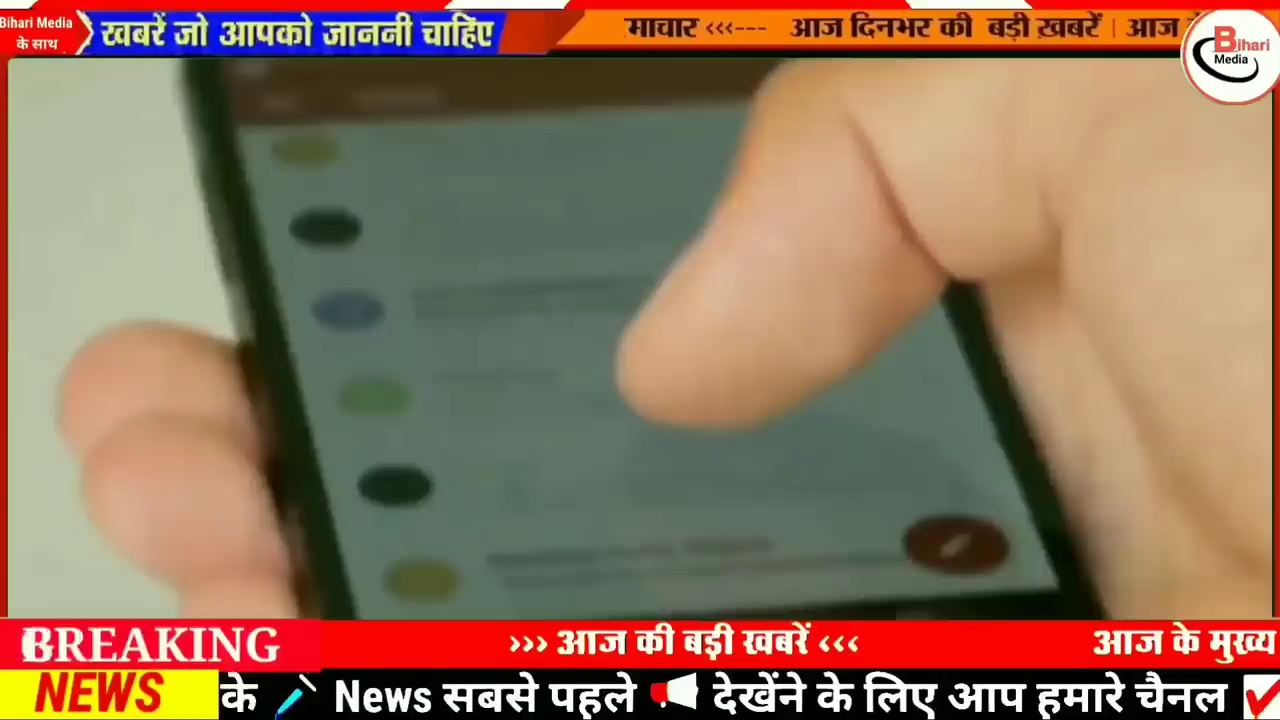 Bihari Media
के साथ
खबरें जो आपको जाननी चाहिए
माचार <<<--- आज दिनभर की बड़ी ख़बरें | आज
Bihari
Media
BREAKING
>>> आज की बड़ी खबरें <<<
आज के मुख्य
NEWS
के News सबसे पहले देखेंने के लिए आप हमारे चैनल